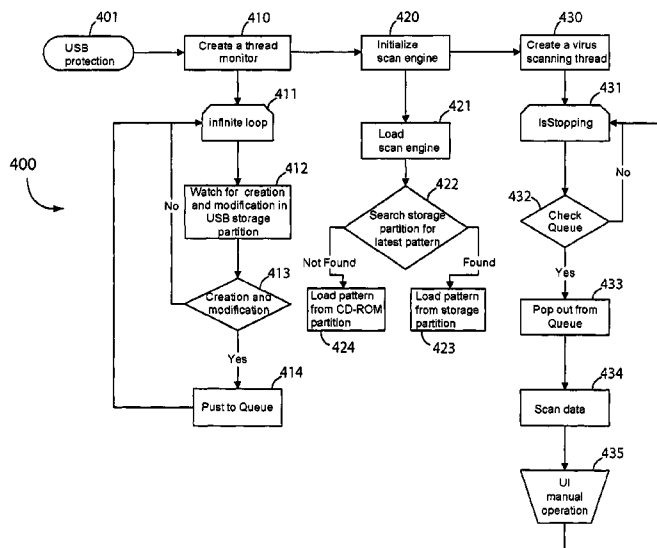 401
USB
protection
410
Create a thread
monitor
420
Initialize
scan engine
430
Create a virus
scanning thread
411
infinite loop
421
Load
scan engine
431
IsStopping
400
No
412
Watch for creation
and modification in
USB storage
partition
422
Search storage
partition for
latest pattern
No
432
Check
Queue
413
Creation and
modification
Not Found
Found
Yes
433
Pop out from
Queue
Load pattern
from CD-ROM
partition
424
Load pattern
from storage
partition
423
Yes
414
Pust to Queue
434
Scan data
435
UI
manual
operation